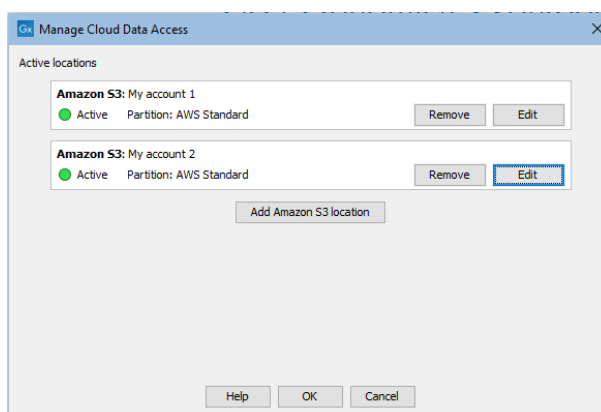 Gx Manage Cloud Data Access
Active locations
Amazon S3: My account 1
Active Partition: AWS Standard Remove Edit
Amazon S3: My account 2
Active Partition: AWS Standard Remove Edit
Add Amazon S3 location
Help OK Cancel